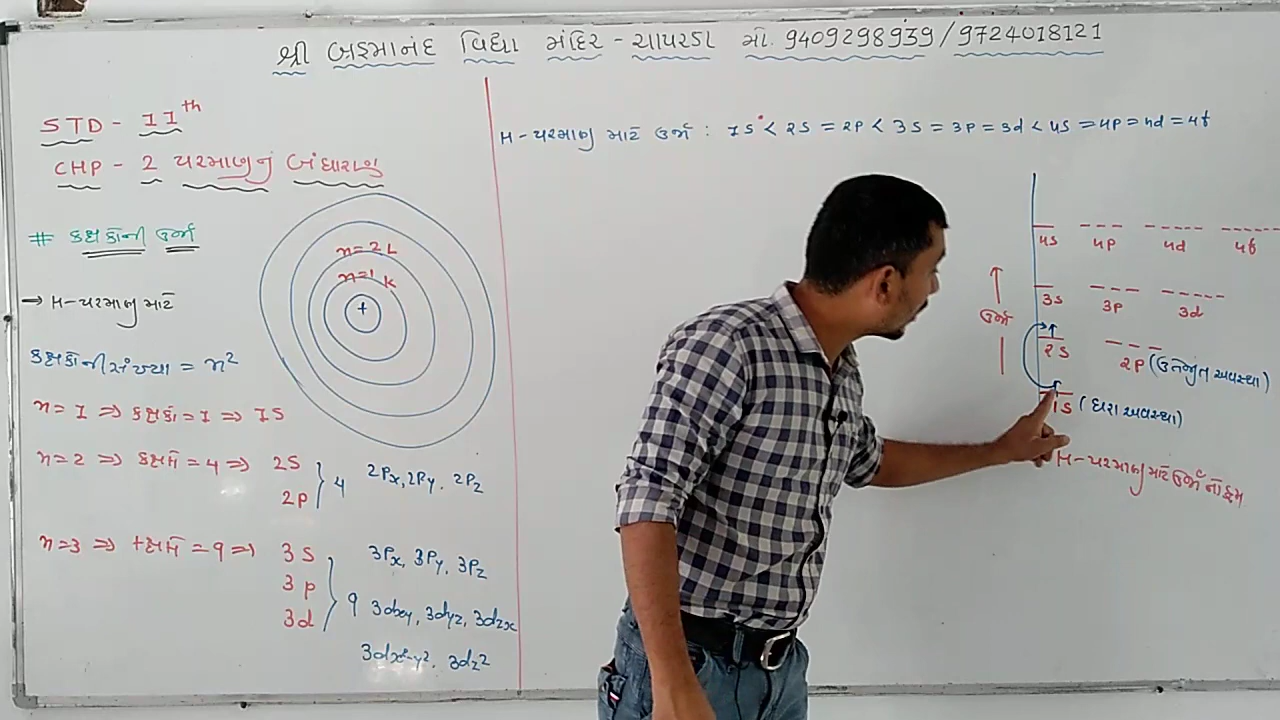 શ્રી બ્રહ્માનંદ વિદ્યા મંદિર - ચાપરડા મો. 9409298939 / 9724018121
STD - 11th
CHP - 2 પરમાણુનું બંધારણ
# કક્ષકોની ઉર્જા
→ H-પરમાણુ માટે
કક્ષકોની સંખ્યા = n²
n=1 ⇒ કક્ષકો = 1 ⇒ 1S
n=2 ⇒ કક્ષકો = 4 ⇒ 2S
2p } 4 2Px, 2Py, 2Pz
n=3 ⇒ = 9 ⇒ 3S
3p
3d } 9
3Px, 3Py, 3Pz
3dxy, 3dyz, 3dzx
3dx²-y², 3dz²
n=2 L
n=1 K
+
H-પરમાણુ માટે ઉર્જા : 1S < 2S = 2P < 3S = 3P = 3d < 4S = 4P = 4d = 4f
4S 4P 4d 4f
3S 3P 3d
↑ ઉર્જા
2S 2P (ઉત્તેજીત અવસ્થા)
1S (ધરા અવસ્થા)
H-પરમાણુ માટે ઉર્જા નો ક્રમ